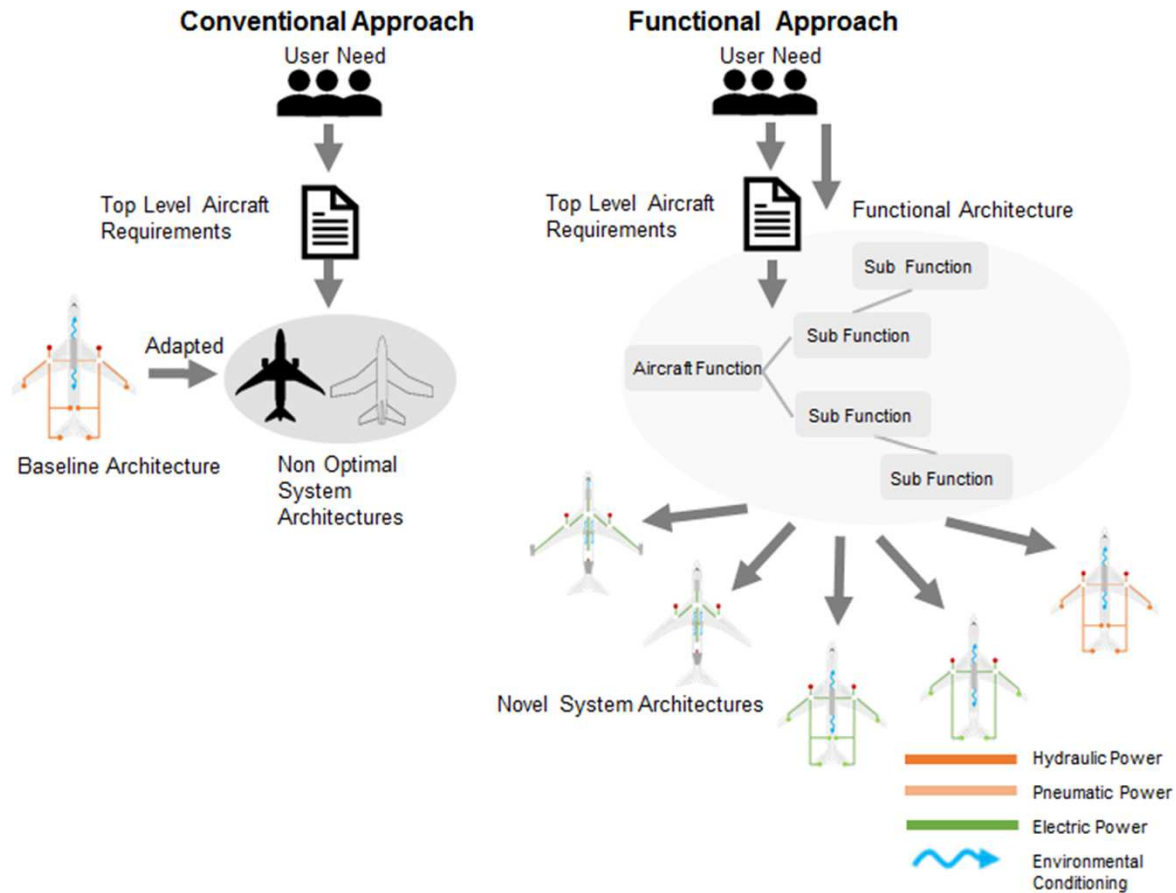 Conventional Approach
User Need
Top Level Aircraft
Requirements
Adapted
Baseline Architecture
Non Optimal
System
Architectures
Functional Approach
User Need
Top Level Aircraft
Requirements
Functional Architecture
Sub Function
Sub Function
Aircraft Function
Sub Function
Sub Function
Novel System Architectures
Hydraulic Power
Pneumatic Power
Electric Power
Environmental
Conditioning